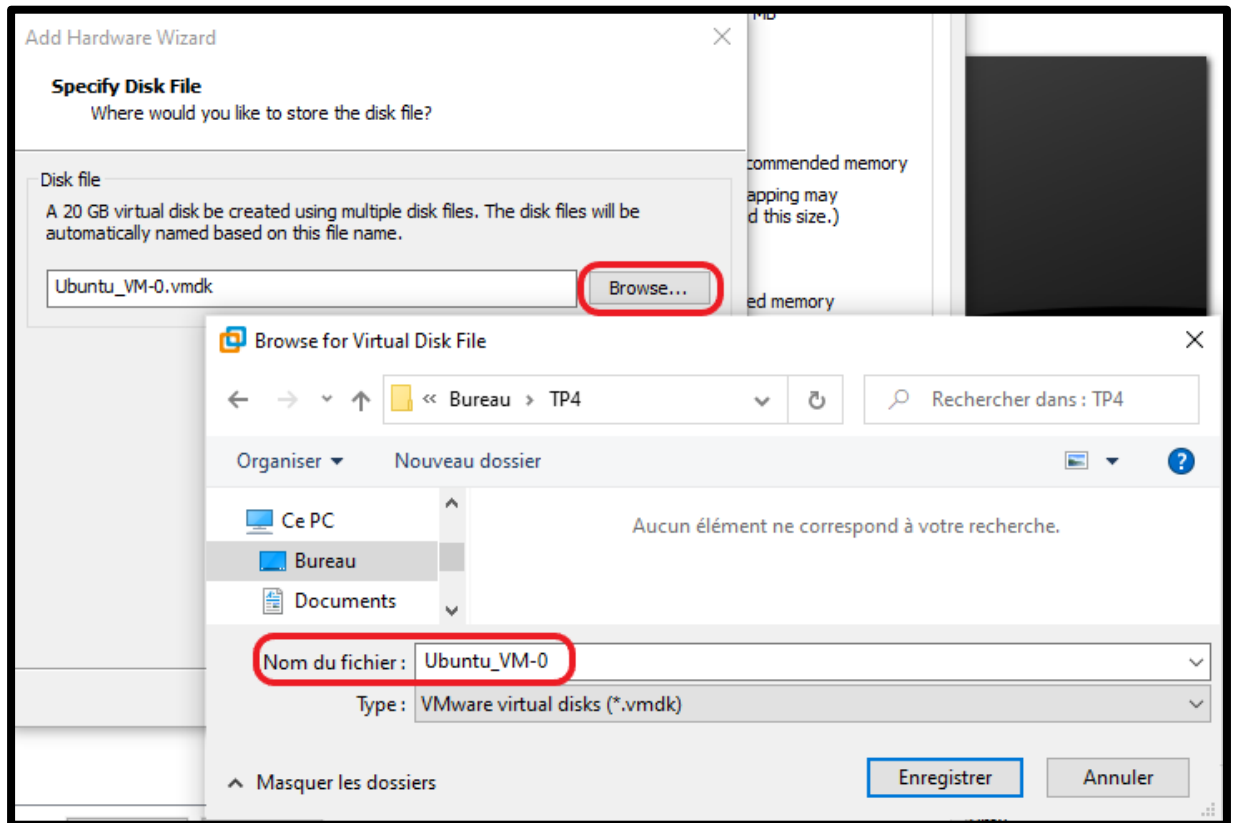 MB
Add Hardware Wizard
Specify Disk File
Where would you like to store the disk file?
commended memory
Disk file
apping may
A 20 GB virtual disk be created using multiple disk files. The disk files will be
d this size.)
automatically named based on this file name.
Ubuntu_VM-0.vmdk
Browse...
ed memory
Browse for Virtual Disk File
« Bureau › TP4
Rechercher dans : TP4
Organiser
Nouveau dossier
?
Ce PC
Aucun élément ne correspond à votre recherche.
Bureau
Documents
Nom du fichier :
Ubuntu_VM-0
Type :
VMware virtual disks (*.vmdk)
Masquer les dossiers
Enregistrer
Annuler